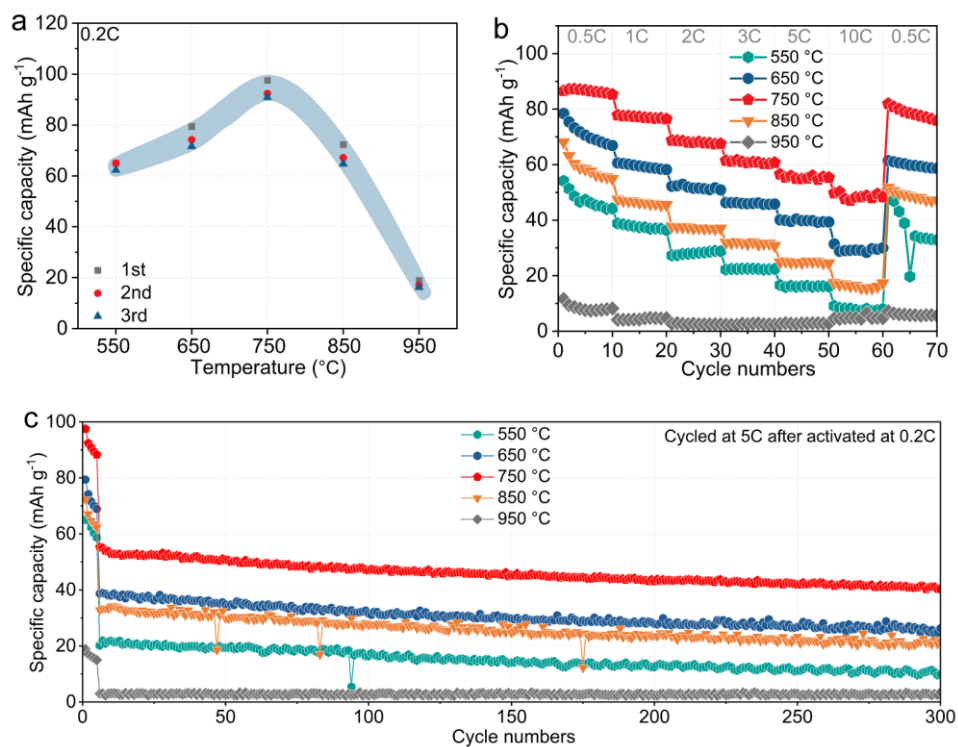 a
0.2C
Specific capacity (mAh g⁻¹)
120
100
80
60
40
20
0
1st
2nd
3rd
550 650 750 850 950
Temperature (°C)
b
Specific capacity (mAh g⁻¹)
100
80
60
40
20
0
0.5C 1C 2C 3C 5C 10C 0.5C
550 °C
650 °C
750 °C
850 °C
950 °C
0 10 20 30 40 50 60 70
Cycle numbers
c
Specific capacity (mAh g⁻¹)
100
80
60
40
20
0
550 °C
650 °C
750 °C
850 °C
950 °C
Cycled at 5C after activated at 0.2C
0 50 100 150 200 250 300
Cycle numbers